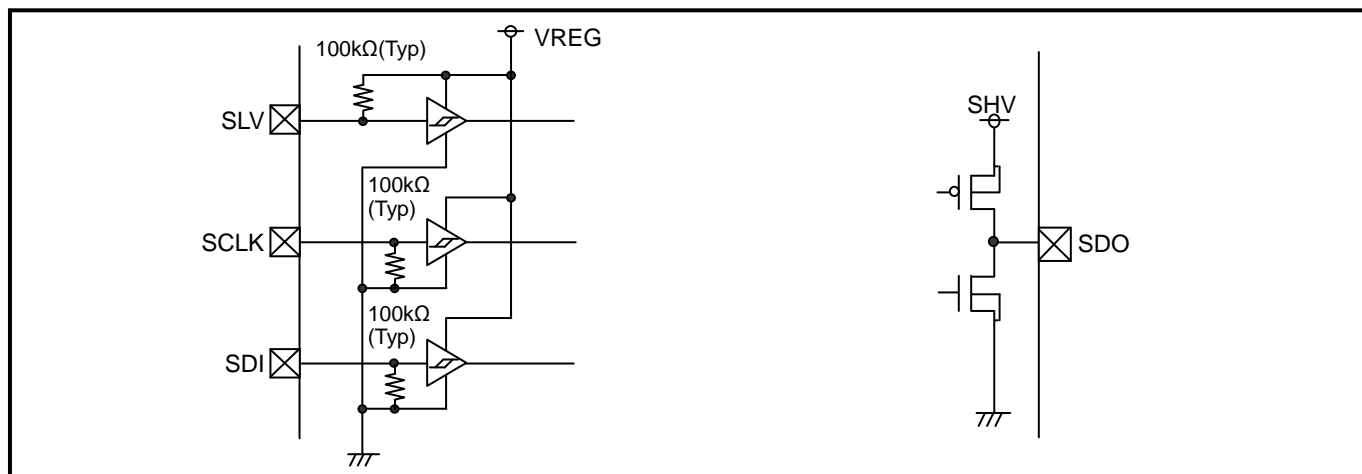 100kΩ(Typ)
VREG
SLV
100kΩ
(Typ)
SCLK
100kΩ
(Typ)
SDI
SHV
SDO